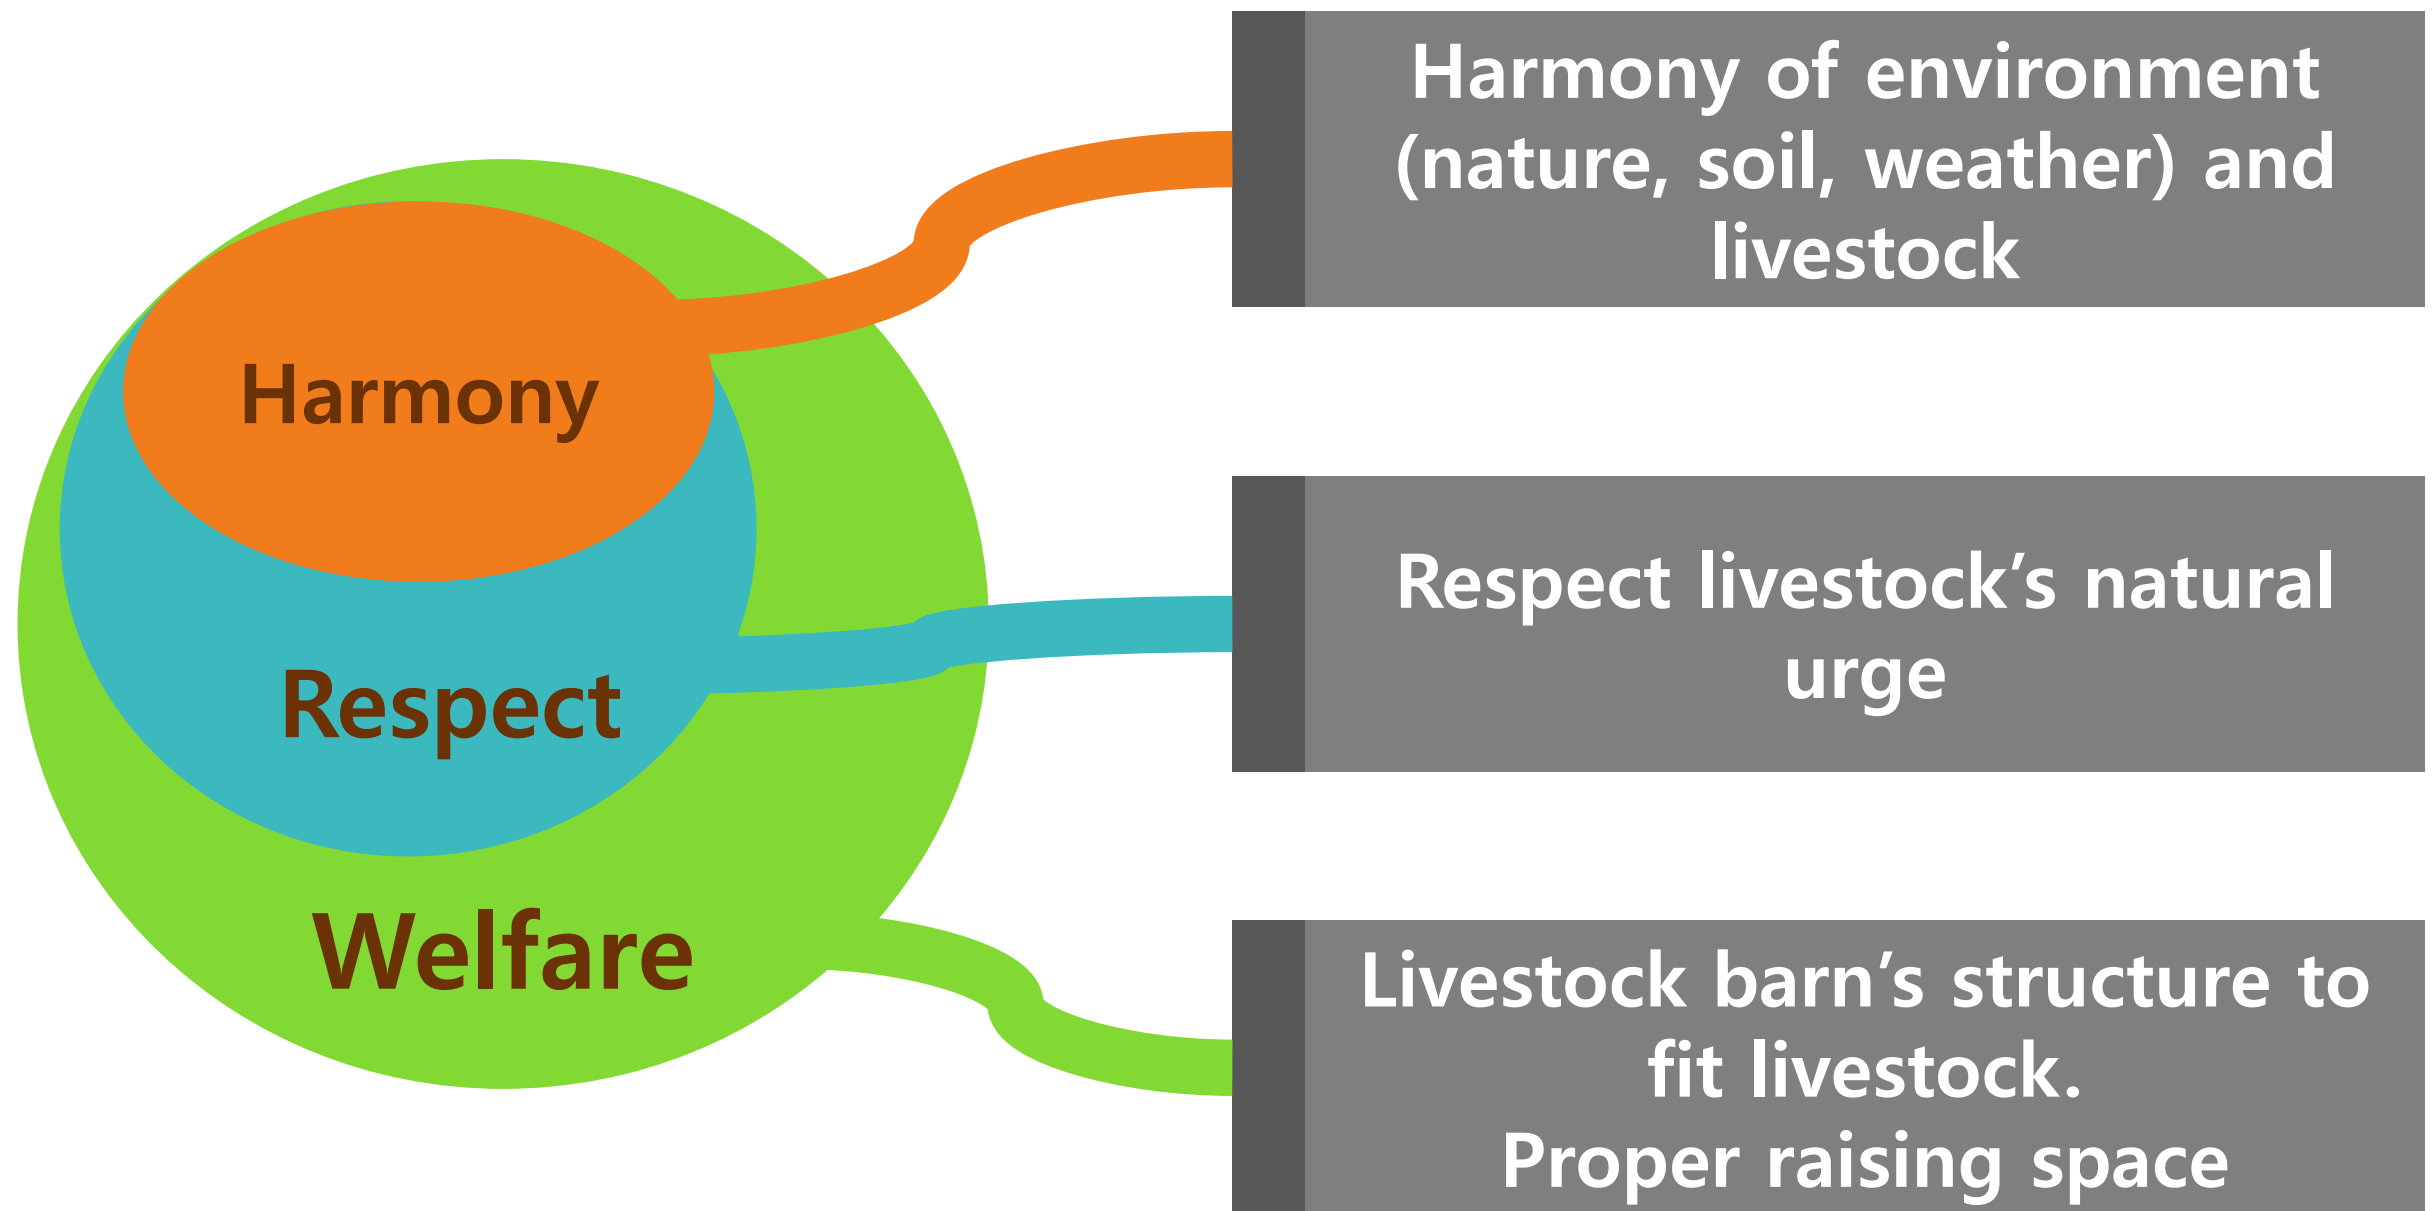 Harmony
Respect
Welfare
Harmony of environment
(nature, soil, weather) and
livestock
Respect livestock’s natural
urge
Livestock barn’s structure to
fit livestock.
Proper raising space